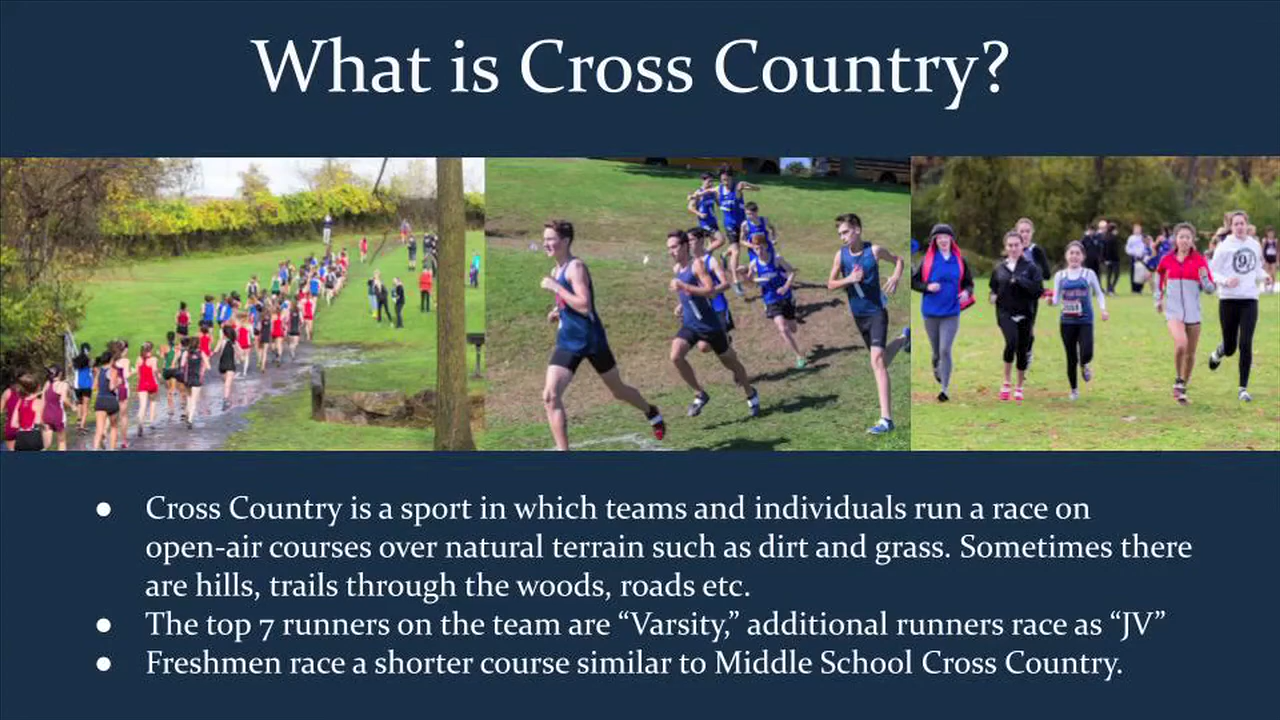 What is Cross Country?
● Cross Country is a sport in which teams and individuals run a race on
open-air courses over natural terrain such as dirt and grass. Sometimes there
are hills, trails through the woods, roads etc.
● The top 7 runners on the team are “Varsity,” additional runners race as “JV”
● Freshmen race a shorter course similar to Middle School Cross Country.